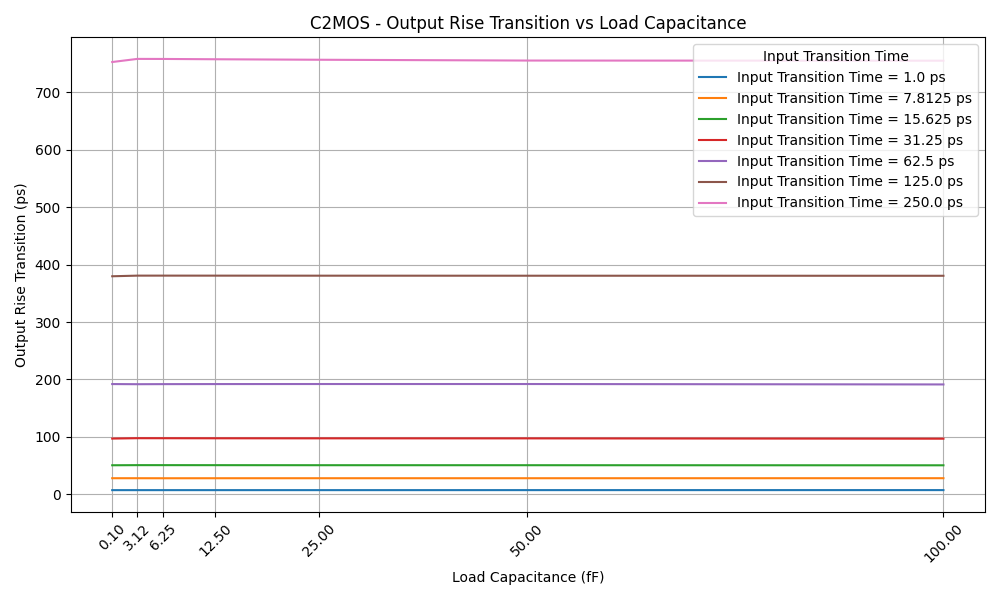 C2MOS - Output Rise Transition vs Load Capacitance
Input Transition Time
Input Transition Time = 1.0 ps
Input Transition Time = 7.8125 ps
Input Transition Time = 15.625 ps
Input Transition Time = 31.25 ps
Input Transition Time = 62.5 ps
Input Transition Time = 125.0 ps
Input Transition Time = 250.0 ps
Output Rise Transition (ps)
700
600
500
400
300
200
100
0
0.10
3.12
6.25
12.50
25.00
50.00
100.00
Load Capacitance (fF)